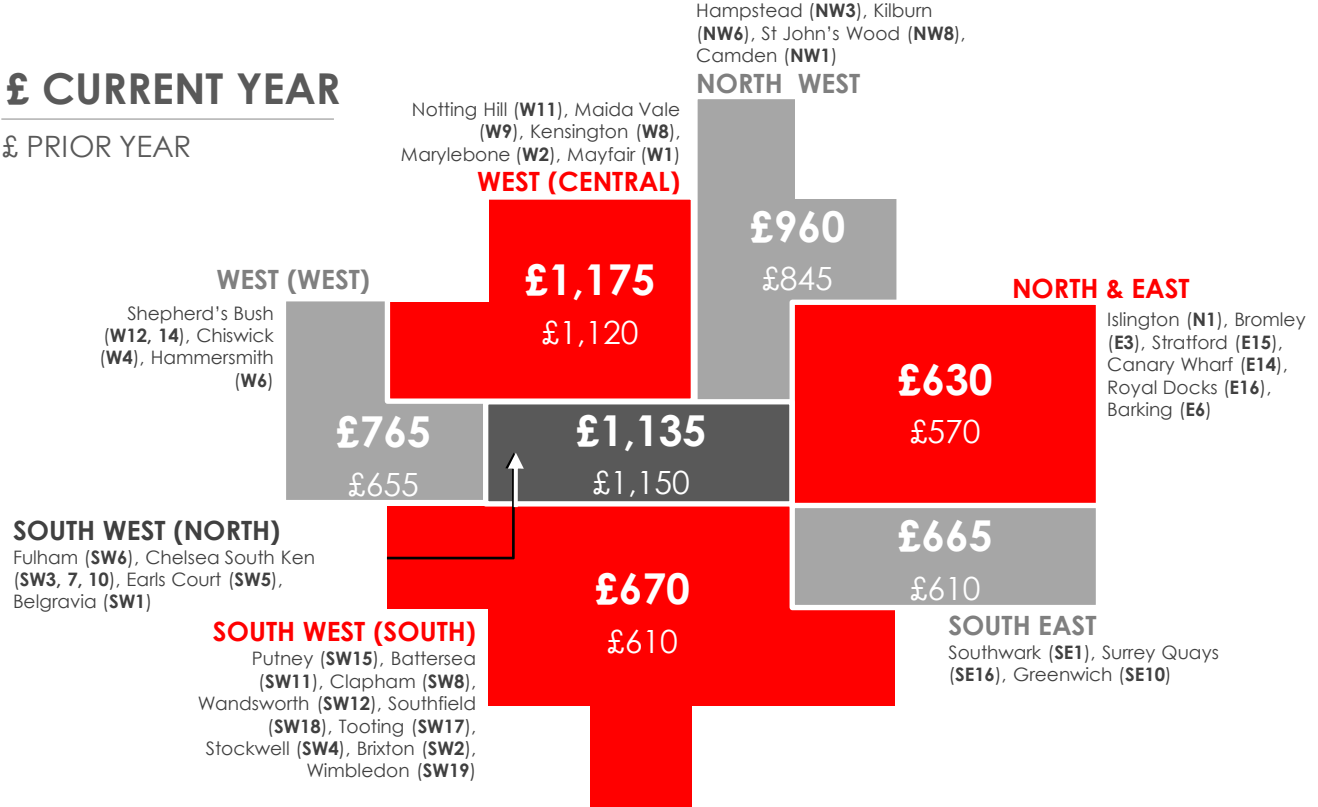 Hampstead (NW3), Kilburn
(NW6), St John’s Wood (NW8),
Camden (NW1)
NORTH WEST
£ CURRENT YEAR
£ PRIOR YEAR
Notting Hill (W11), Maida Vale
(W9), Kensington (W8),
Marylebone (W2), Mayfair (W1)
WEST (CENTRAL)
£960
£845
£1,175
£1,120
WEST (WEST)
Shepherd’s Bush
(W12, 14), Chiswick
(W4), Hammersmith
(W6)
NORTH & EAST
Islington (N1), Bromley
(E3), Stratford (E15),
Canary Wharf (E14),
Royal Docks (E16),
Barking (E6)
£630
£570
£765
£655
£1,135
£1,150
SOUTH WEST (NORTH)
Fulham (SW6), Chelsea South Ken
(SW3, 7, 10), Earls Court (SW5),
Belgravia (SW1)
£665
£610
£670
£610
SOUTH WEST (SOUTH)
Putney (SW15), Battersea
(SW11), Clapham (SW8),
Wandsworth (SW12), Southfield
(SW18), Tooting (SW17),
Stockwell (SW4), Brixton (SW2),
Wimbledon (SW19)
SOUTH EAST
Southwark (SE1), Surrey Quays
(SE16), Greenwich (SE10)